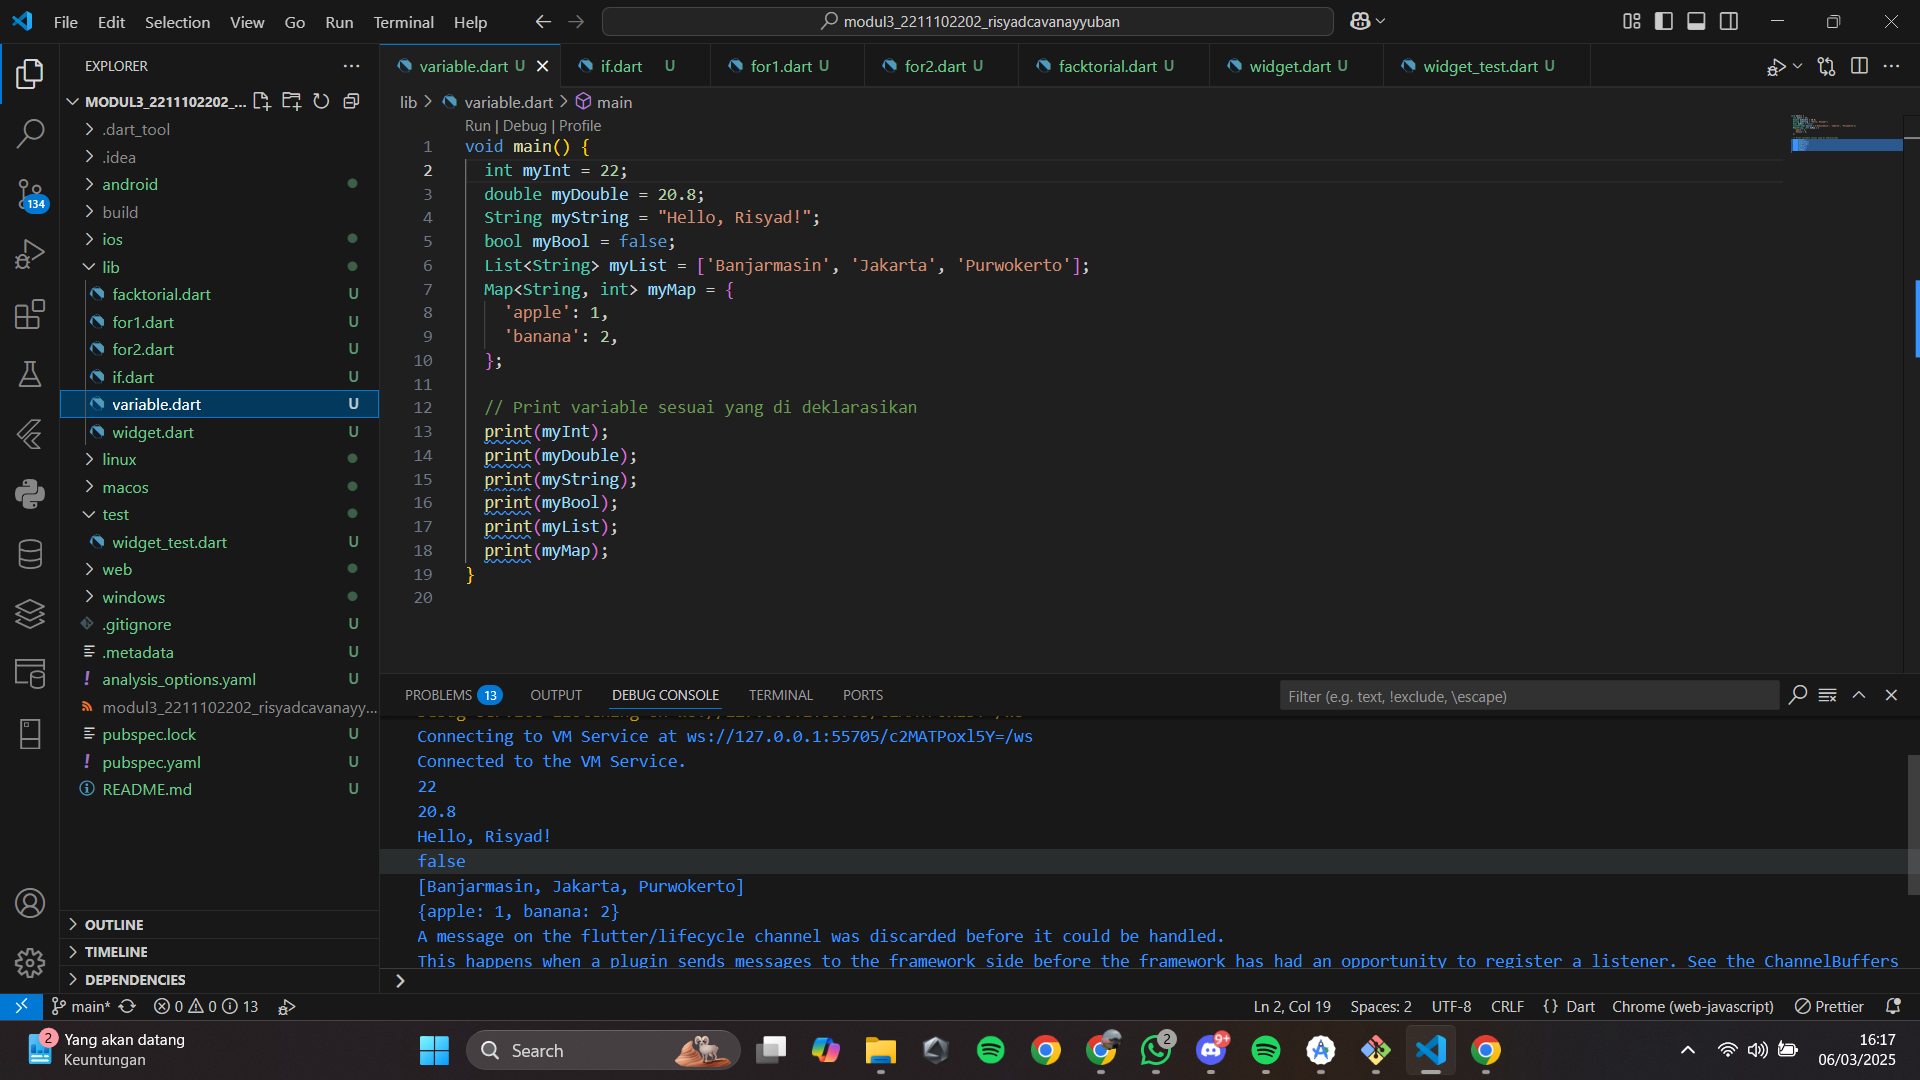 File Edit Selection View Go Run Terminal Help
modul3_2211102202_risyadcavanayyuban
EXPLORER
MODUL3_2211102202_...
.dart_tool
.idea
android
134
build
ios
lib
facktorial.dart U
for1.dart U
for2.dart U
if.dart U
variable.dart U
widget.dart U
linux
macos
test
widget_test.dart U
web
windows
.gitignore U
.metadata U
analysis_options.yaml U
modul3_2211102202_risyadcavanayy...
pubspec.lock U
pubspec.yaml U
README.md U
OUTLINE
TIMELINE
DEPENDENCIES
variable.dart U if.dart U for1.dart U for2.dart U facktorial.dart U widget.dart U widget_test.dart U
lib > variable.dart > main
Run | Debug | Profile
1 void main() {
2 int myInt = 22;
3 double myDouble = 20.8;
4 String myString = "Hello, Risyad!";
5 bool myBool = false;
6 List<String> myList = ['Banjarmasin', 'Jakarta', 'Purwokerto'];
7 Map<String, int> myMap = {
8 'apple': 1,
9 'banana': 2,
10 };
11
12 // Print variable sesuai yang di deklarasikan
13 print(myInt);
14 print(myDouble);
15 print(myString);
16 print(myBool);
17 print(myList);
18 print(myMap);
19 }
20
PROBLEMS 13 OUTPUT DEBUG CONSOLE TERMINAL PORTS
Filter (e.g. text, !exclude, \escape)
Connecting to VM Service at ws://127.0.0.1:55705/c2MATPoxl5Y=/ws
Connected to the VM Service.
22
20.8
Hello, Risyad!
false
[Banjarmasin, Jakarta, Purwokerto]
{apple: 1, banana: 2}
A message on the flutter/lifecycle channel was discarded before it could be handled.
This happens when a plugin sends messages to the framework side before the framework has had an opportunity to register a listener. See the ChannelBuffers
main* 0 0 13
Ln 2, Col 19 Spaces: 2 UTF-8 CRLF {} Dart Chrome (web-javascript) Prettier
2 Yang akan datang
Keuntungan
Search
2
9+
16:17
06/03/2025